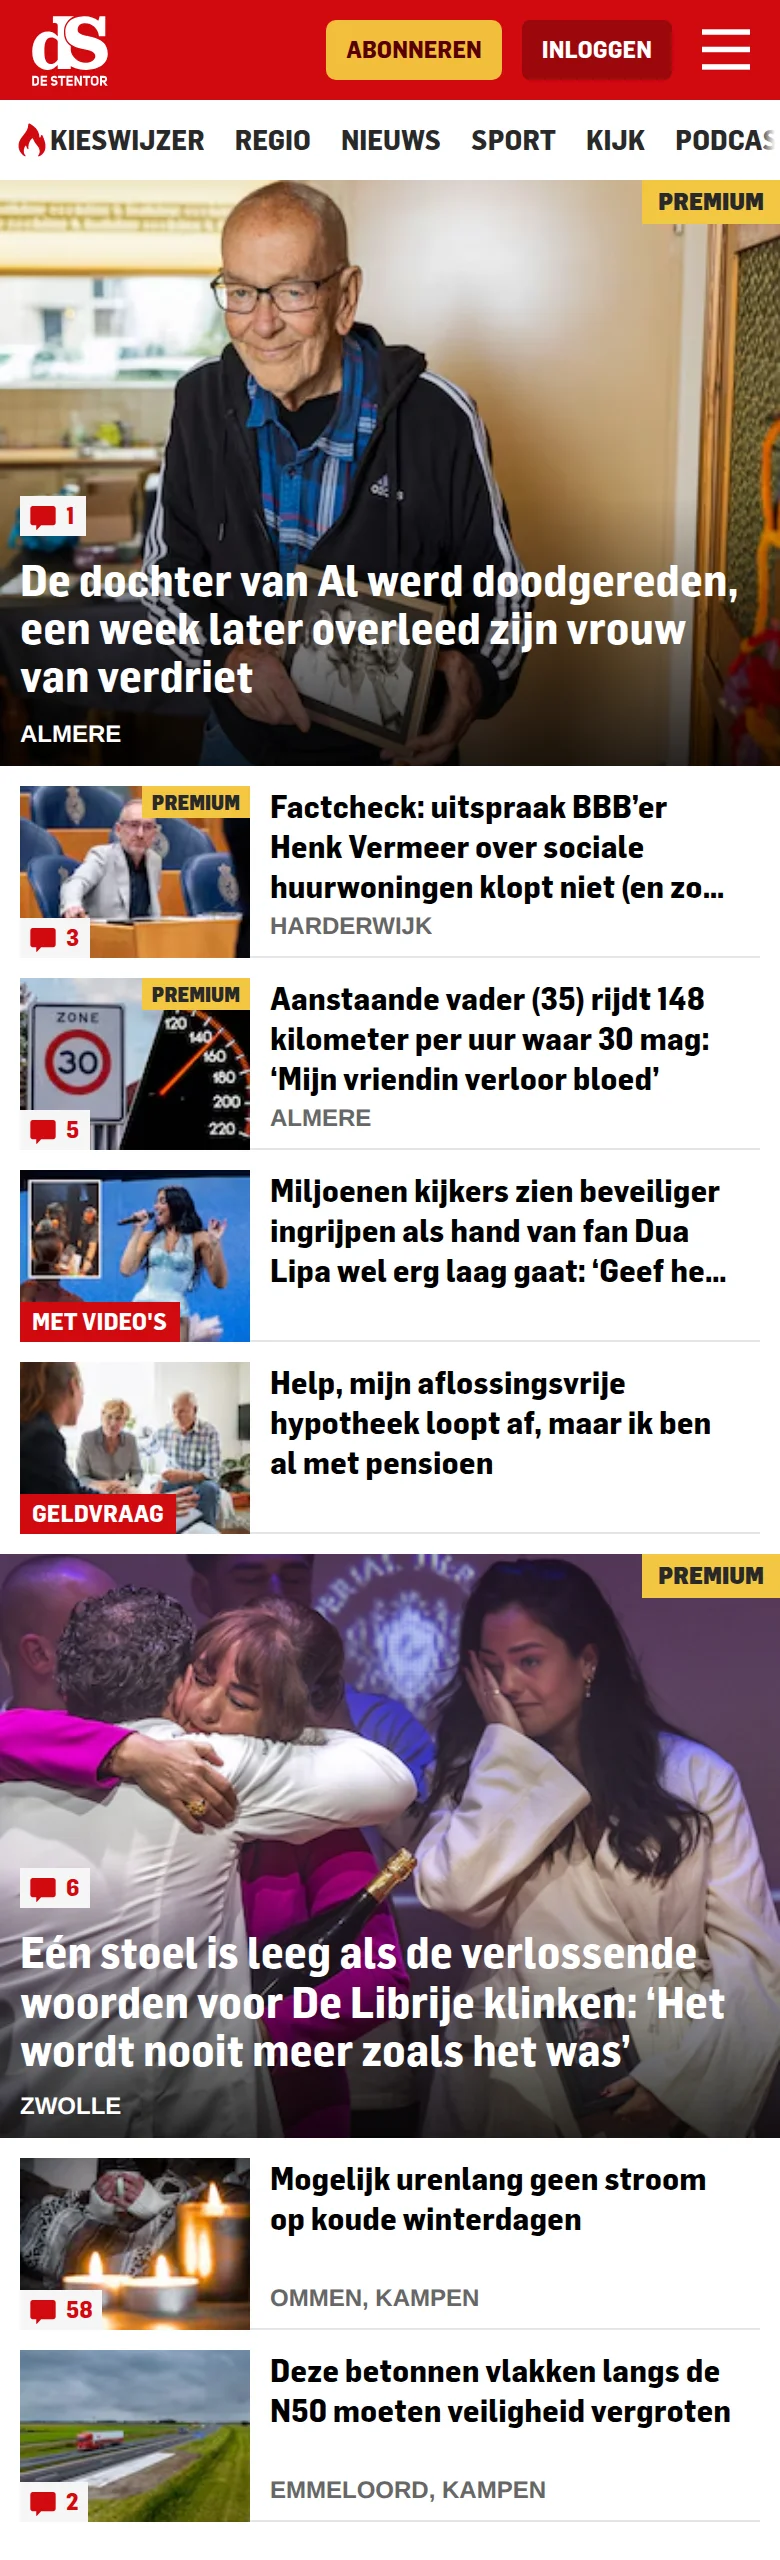 dS
DE STENTOR
ABONNEREN
INLOGGEN
KIESWIJZER REGIO NIEUWS SPORT KIJK PODCAS
PREMIUM
1
De dochter van Al werd doodgereden,
een week later overleed zijn vrouw
van verdriet
ALMERE
PREMIUM
3
Factcheck: uitspraak BBB’er
Henk Vermeer over sociale
huurwoningen klopt niet (en zo...
HARDERWIJK
PREMIUM
ZONE
30
120
140
160
180
200
220
5
Aanstaande vader (35) rijdt 148
kilometer per uur waar 30 mag:
‘Mijn vriendin verloor bloed’
ALMERE
MET VIDEO'S
Miljoenen kijkers zien beveiliger
ingrijpen als hand van fan Dua
Lipa wel erg laag gaat: ‘Geef he...
GELDVRAAG
Help, mijn aflossingsvrije
hypotheek loopt af, maar ik ben
al met pensioen
PREMIUM
6
Eén stoel is leeg als de verlossende
woorden voor De Librije klinken: ‘Het
wordt nooit meer zoals het was’
ZWOLLE
58
Mogelijk urenlang geen stroom
op koude winterdagen
OMMEN, KAMPEN
2
Deze betonnen vlakken langs de
N50 moeten veiligheid vergroten
EMMELOORD, KAMPEN